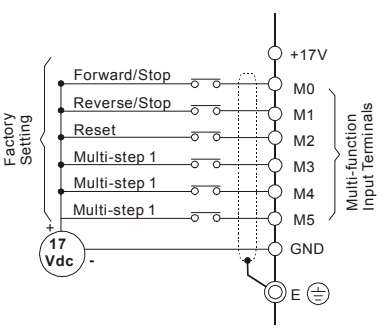 +17V
Forward/Stop
M0
Reverse/Stop
M1
Reset
M2
Multi-step 1
M3
Multi-step 1
M4
Multi-step 1
M5
Factory
Setting
Multi-function
Input Terminals
+
17
Vdc
-
GND
E